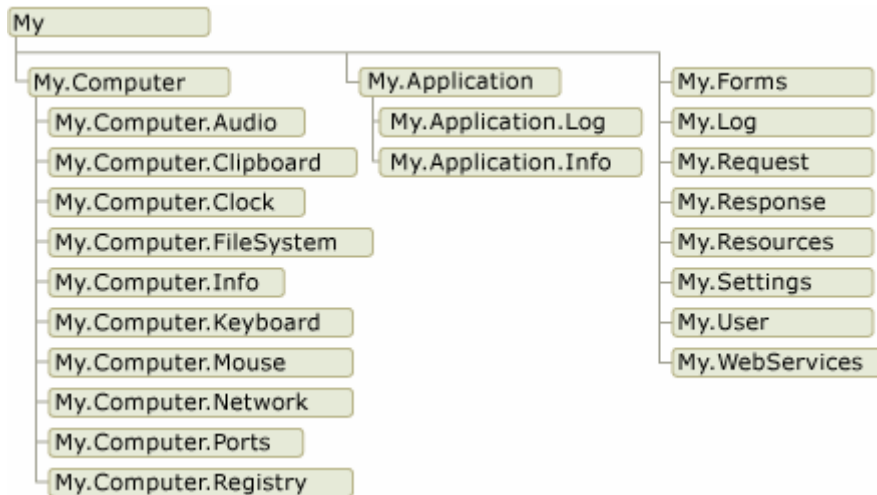 My
My.Computer
My.Computer.Audio
My.Computer.Clipboard
My.Computer.Clock
My.Computer.FileSystem
My.Computer.Info
My.Computer.Keyboard
My.Computer.Mouse
My.Computer.Network
My.Computer.Ports
My.Computer.Registry
My.Application
My.Application.Log
My.Application.Info
My.Forms
My.Log
My.Request
My.Response
My.Resources
My.Settings
My.User
My.WebServices